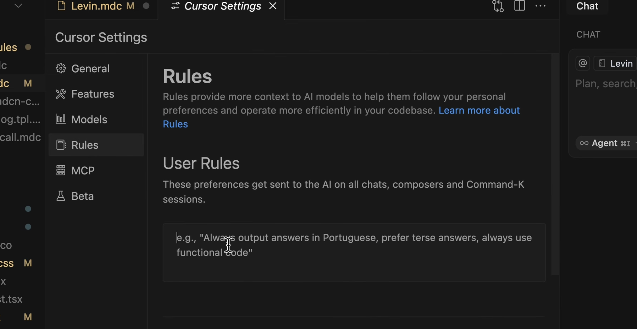 Levin.mdc M
Cursor Settings
Chat
Cursor Settings
CHAT
General
Rules
Levin
Features
Rules provide more context to AI models to help them follow your personal
preferences and operate more efficiently in your codebase. Learn more about
Rules
Plan, search
Models
Rules
Agent
MCP
User Rules
Beta
These preferences get sent to the AI on all chats, composers and Command-K
sessions.
e.g., "Always output answers in Portuguese, prefer terse answers, always use
functional code"
ules
lc
dc M
adcn-c...
og.tpl....
call.mdc
co
css M
x
st.tsx
M